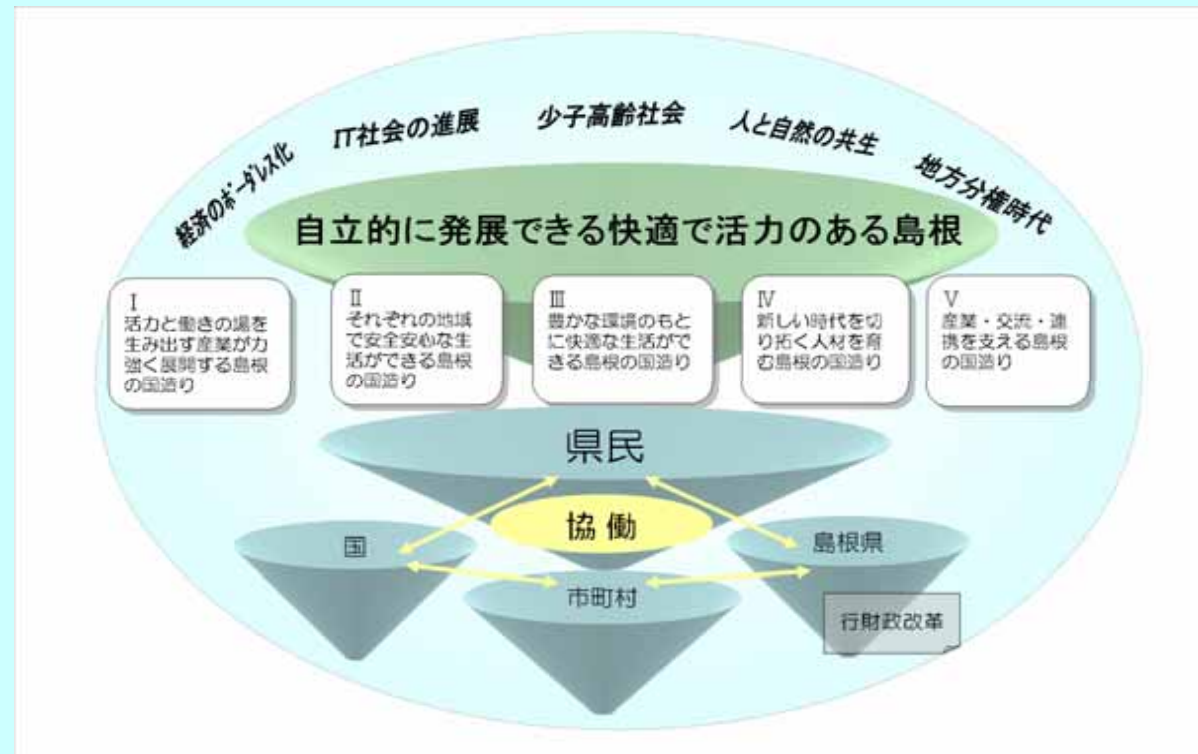 経済のボーダレス化
IT社会の進展
少子高齢社会
人と自然の共生
地方分権時代
自立的に発展できる快適で活力のある島根
Ⅰ
活力と働きの場を
生み出す産業が力
強く展開する島根
の国造り
Ⅱ
それぞれの地域
で安全安心な生
活ができる島根
の国造り
Ⅲ
豊かな環境のもと
に快適な生活がで
きる島根の国造り
Ⅳ
新しい時代を切
り拓く人材を育
む島根の国造り
Ⅴ
産業・交流・連
携を支える島根
の国造り
県民
協働
国
島根県
市町村
行財政改革